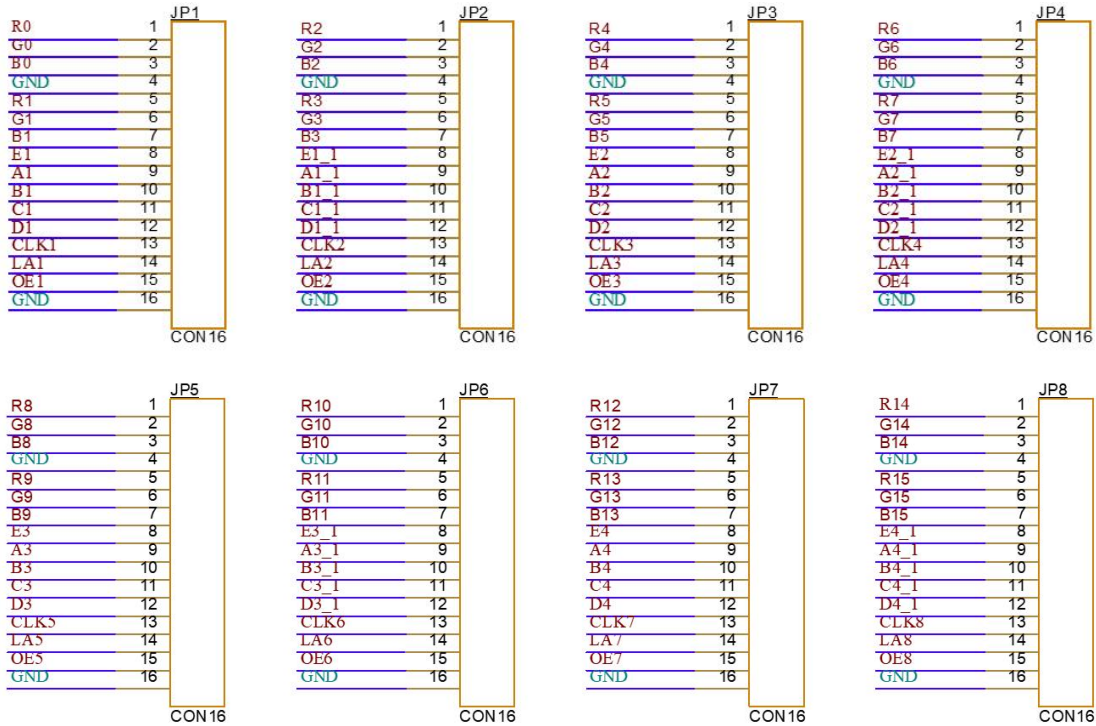 JP1
R0 1
G0 2
B0 3
GND 4
R1 5
G1 6
B1 7
E1 8
A1 9
B1 10
C1 11
D1 12
CLK1 13
LA1 14
OE1 15
GND 16
CON16
JP2
R2 1
G2 2
B2 3
GND 4
R3 5
G3 6
B3 7
E1_1 8
A1_1 9
B1_1 10
C1_1 11
D1_1 12
CLK2 13
LA2 14
OE2 15
GND 16
CON16
JP3
R4 1
G4 2
B4 3
GND 4
R5 5
G5 6
B5 7
E2 8
A2 9
B2 10
C2 11
D2 12
CLK3 13
LA3 14
OE3 15
GND 16
CON16
JP4
R6 1
G6 2
B6 3
GND 4
R7 5
G7 6
B7 7
E2_1 8
A2_1 9
B2_1 10
C2_1 11
D2_1 12
CLK4 13
LA4 14
OE4 15
GND 16
CON16
JP5
R8 1
G8 2
B8 3
GND 4
R9 5
G9 6
B9 7
E3 8
A3 9
B3 10
C3 11
D3 12
CLK5 13
LA5 14
OE5 15
GND 16
CON16
JP6
R10 1
G10 2
B10 3
GND 4
R11 5
G11 6
B11 7
E3_1 8
A3_1 9
B3_1 10
C3_1 11
D3_1 12
CLK6 13
LA6 14
OE6 15
GND 16
CON16
JP7
R12 1
G12 2
B12 3
GND 4
R13 5
G13 6
B13 7
E4 8
A4 9
B4 10
C4 11
D4 12
CLK7 13
LA7 14
OE7 15
GND 16
CON16
JP8
R14 1
G14 2
B14 3
GND 4
R15 5
G15 6
B15 7
E4_1 8
A4_1 9
B4_1 10
C4_1 11
D4_1 12
CLK8 13
LA8 14
OE8 15
GND 16
CON16